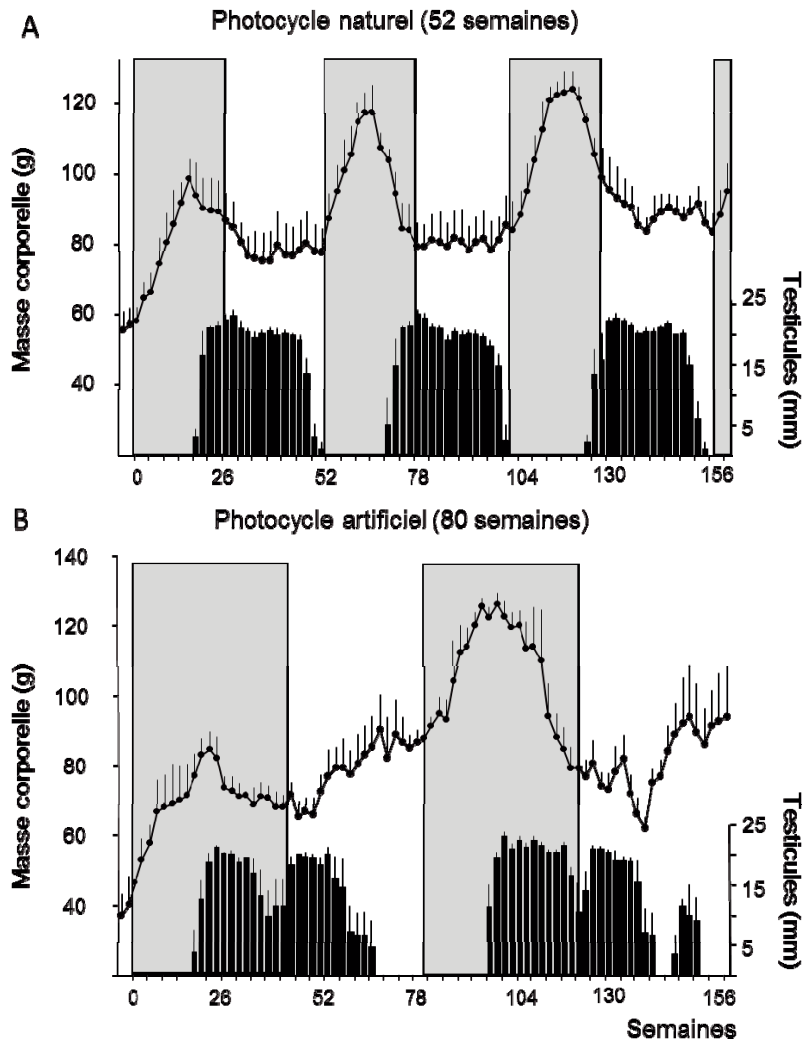 A
Photocycle naturel (52 semaines)
Masse corporelle (g)
120
100
80
60
40
25
15
5
Testicules (mm)
0 26 52 78 104 130 156
B
Photocycle artificiel (80 semaines)
Masse corporelle (g)
140
120
100
80
60
40
25
15
5
Testicules (mm)
0 26 52 104 130 156
Semaines